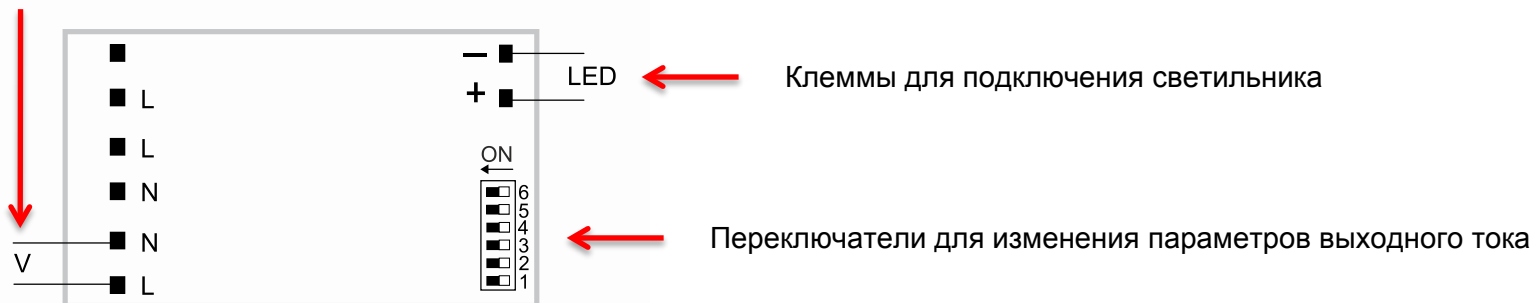 −
LED
+
Клеммы для подключения светильника
L
L
ON
N
6
5
4
3
2
1
Переключатели для изменения параметров выходного тока
N
V
L